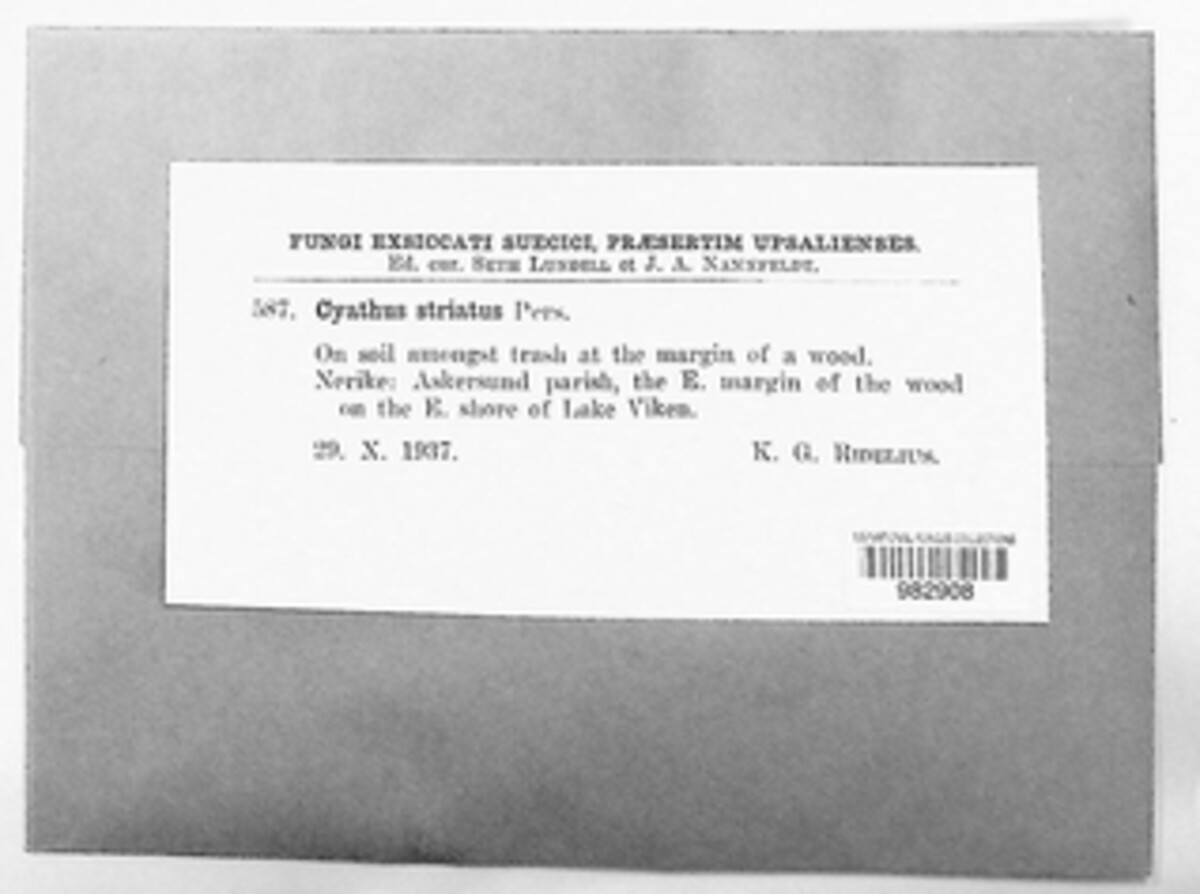 FUNGI EXSICCATI SUECICI, PRÆSERTIM UPSALIENSES.
Ed. cur. SETH LUNDELL et J. A. NANNFELDT.
587. Cyathus striatus Pers.
On soil amongst trash at the margin of a wood.
Nerike: Askersund parish, the E. margin of the wood
on the E. shore of Lake Viken.
29. X. 1937. K. G. RIDELIUS.
982908